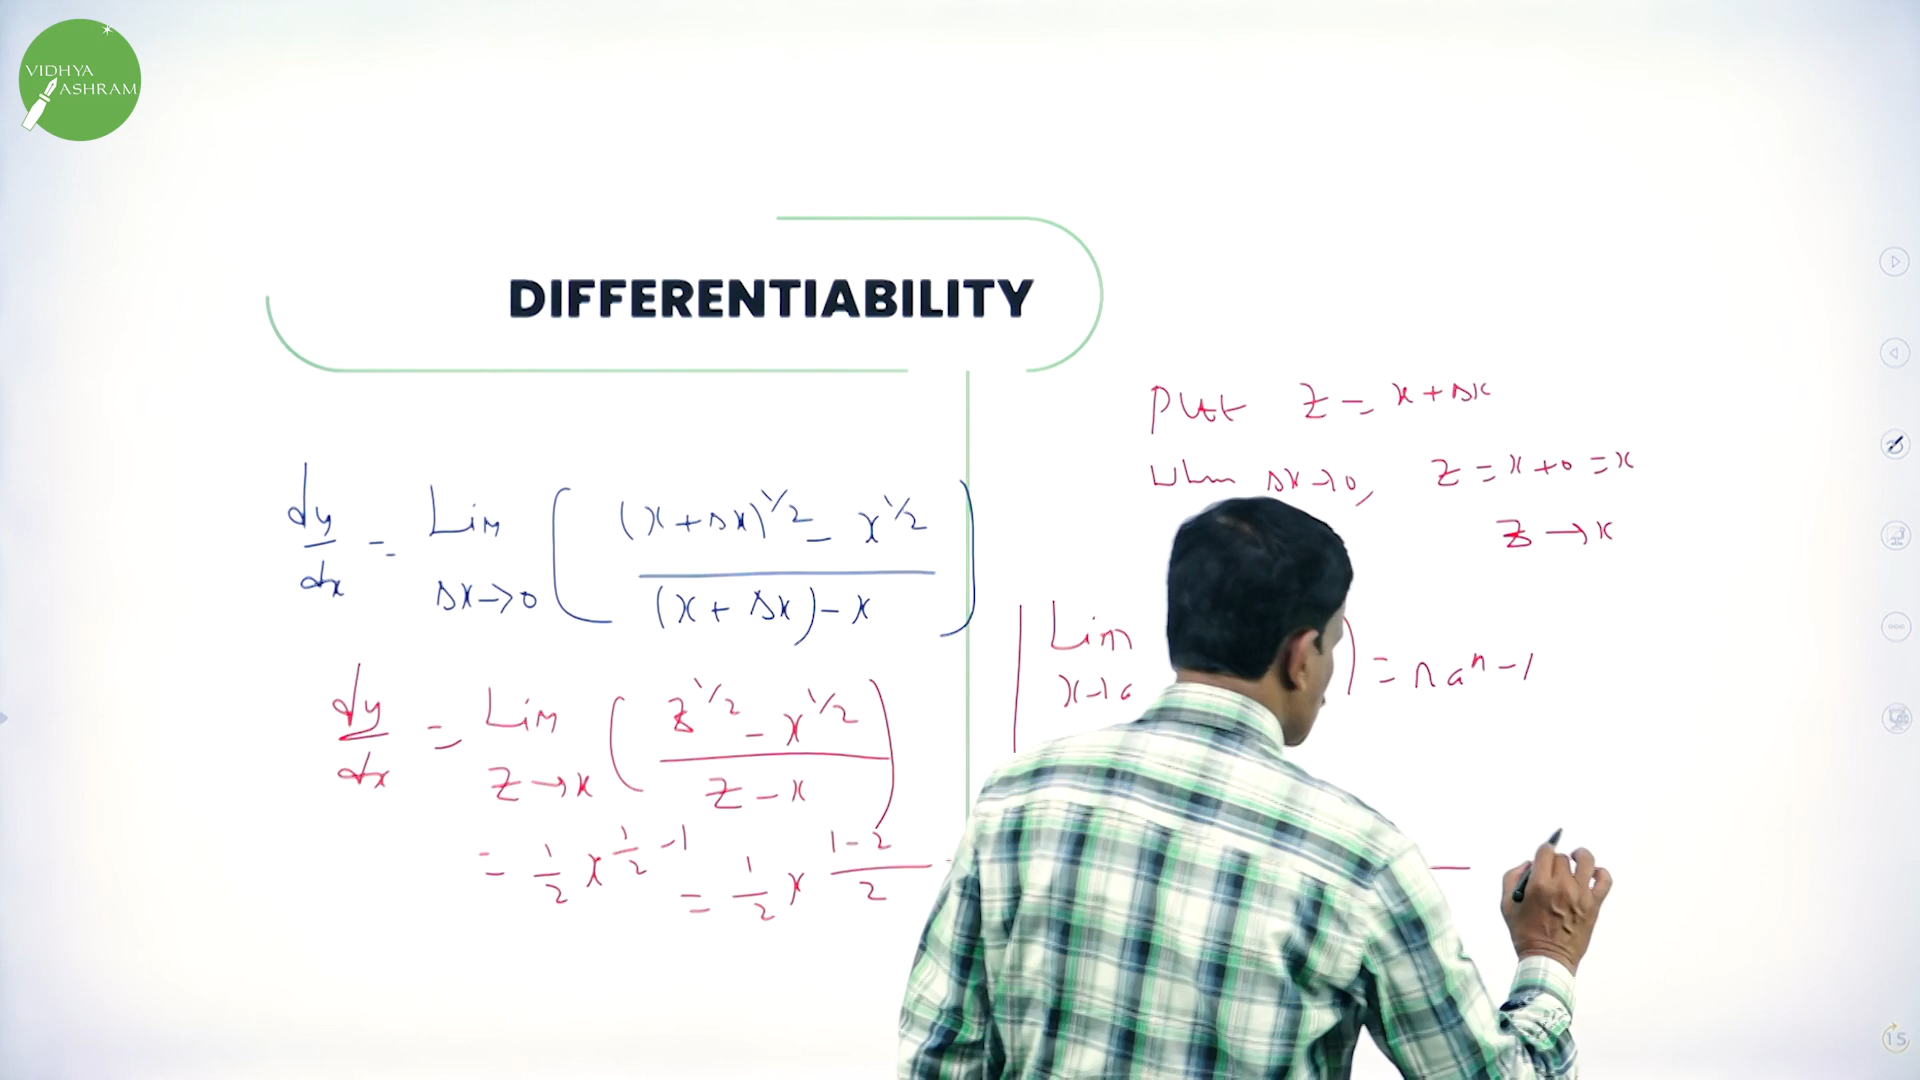 VIDHYA
ASHRAM
DIFFERENTIABILITY
Put z = x + Δx
When Δx→0, z = x + 0 = x
z → x
dy/dx = Lim Δx→0 ( (x+Δx)^1/2 − x^1/2 / (x+Δx) − x )
Lim x→a ) = na^n−1
dy/dx = Lim z→x ( z^1/2 − x^1/2 / z − x )
= 1/2 x^1/2 −1 = 1/2 x^1−2/2
15